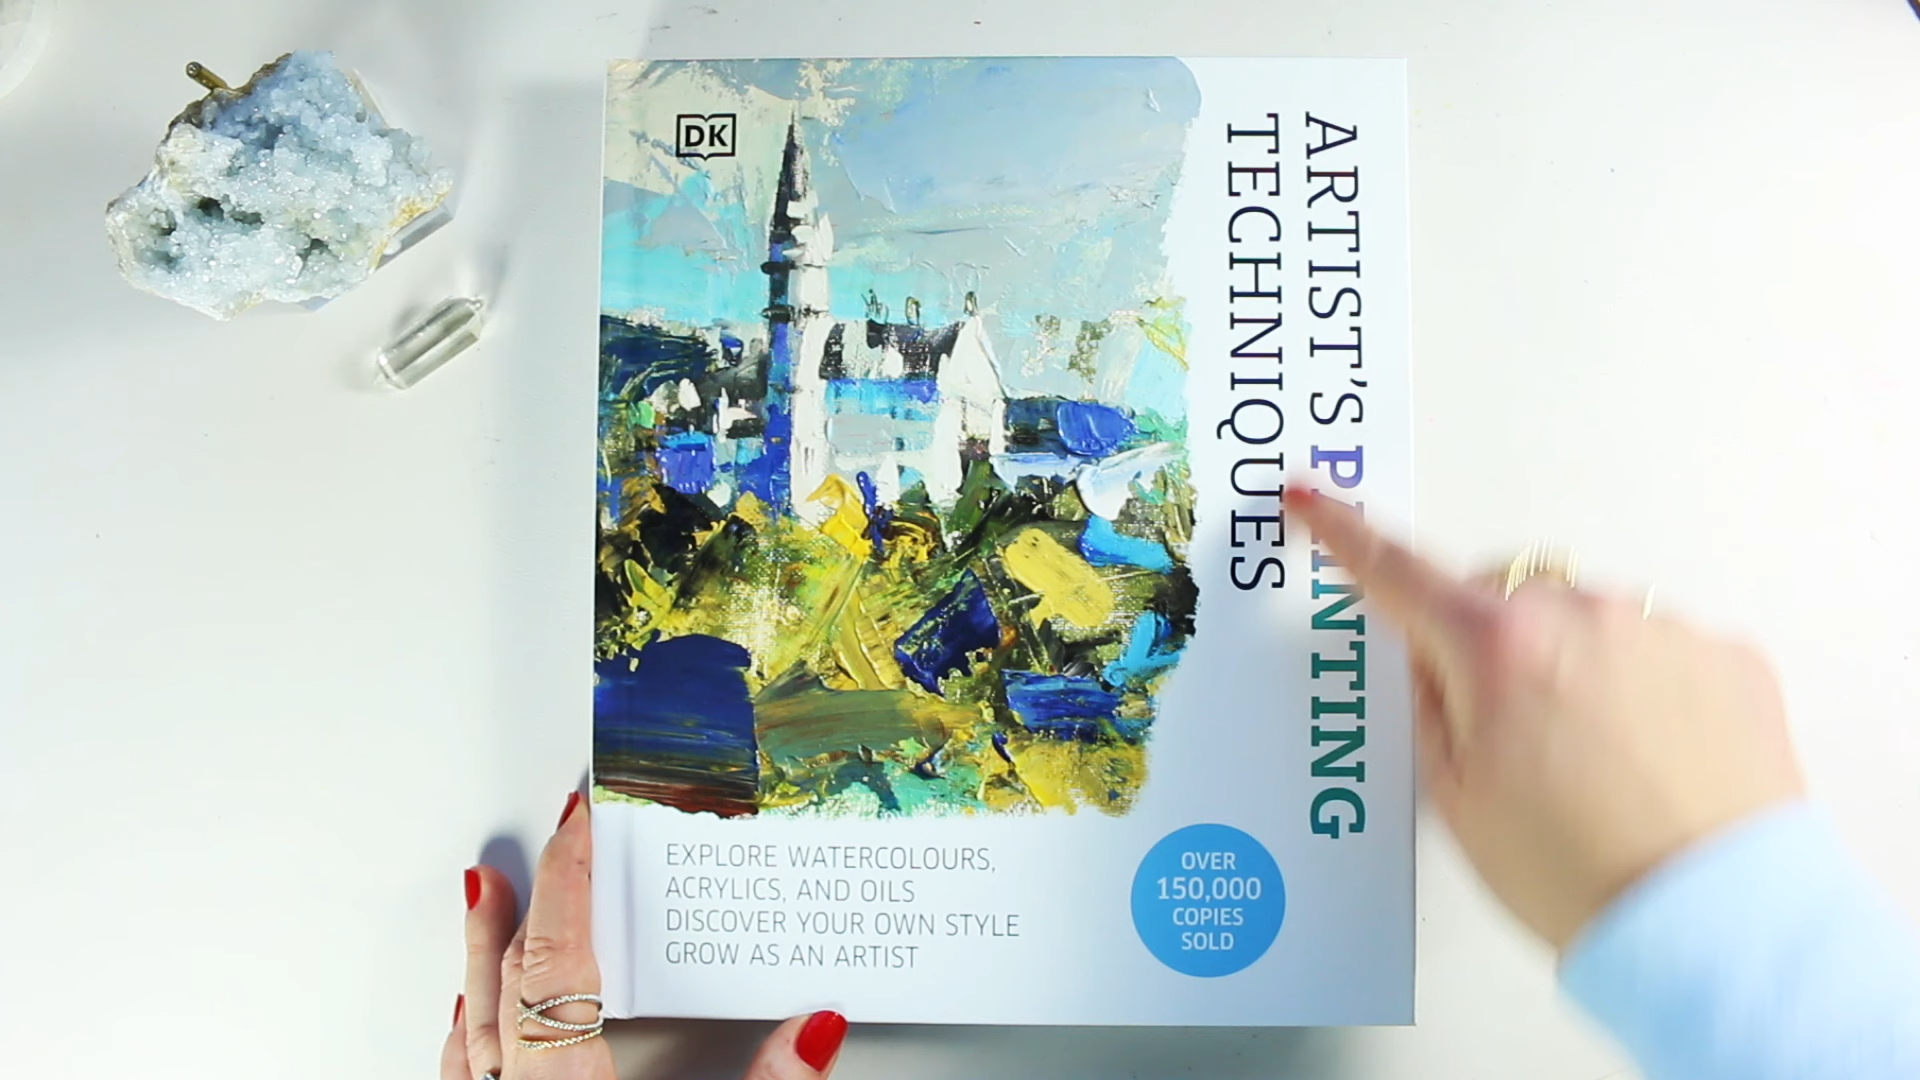 DK
ARTIST'S PAINTING
TECHNIQUES
EXPLORE WATERCOLOURS,
ACRYLICS, AND OILS
DISCOVER YOUR OWN STYLE
GROW AS AN ARTIST
OVER
150,000
COPIES
SOLD